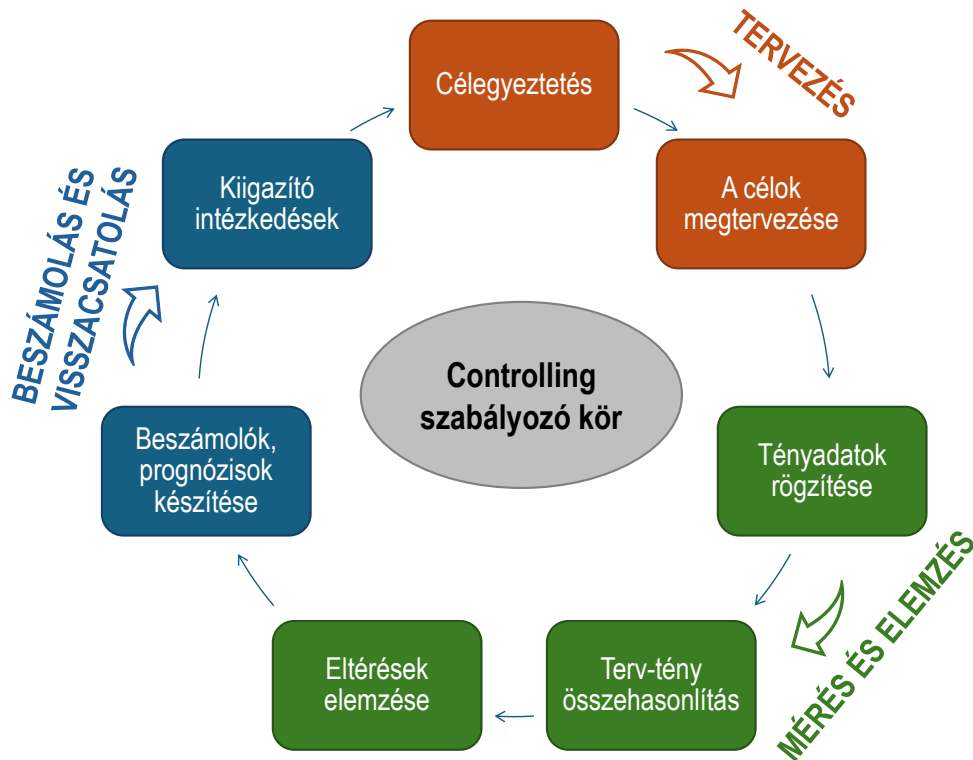 Célegyeztetés
TERVEZÉS
A célok
megtervezése
Tényadatok
rögzítése
MÉRÉS ÉS ELEMZÉS
Terv-tény
összehasonlítás
Eltérések
elemzése
Beszámolók,
prognózisok
készítése
BESZÁMOLÁS ÉS
VISSZACSATOLÁS
Kiigazító
intézkedések
Controlling
szabályozó kör